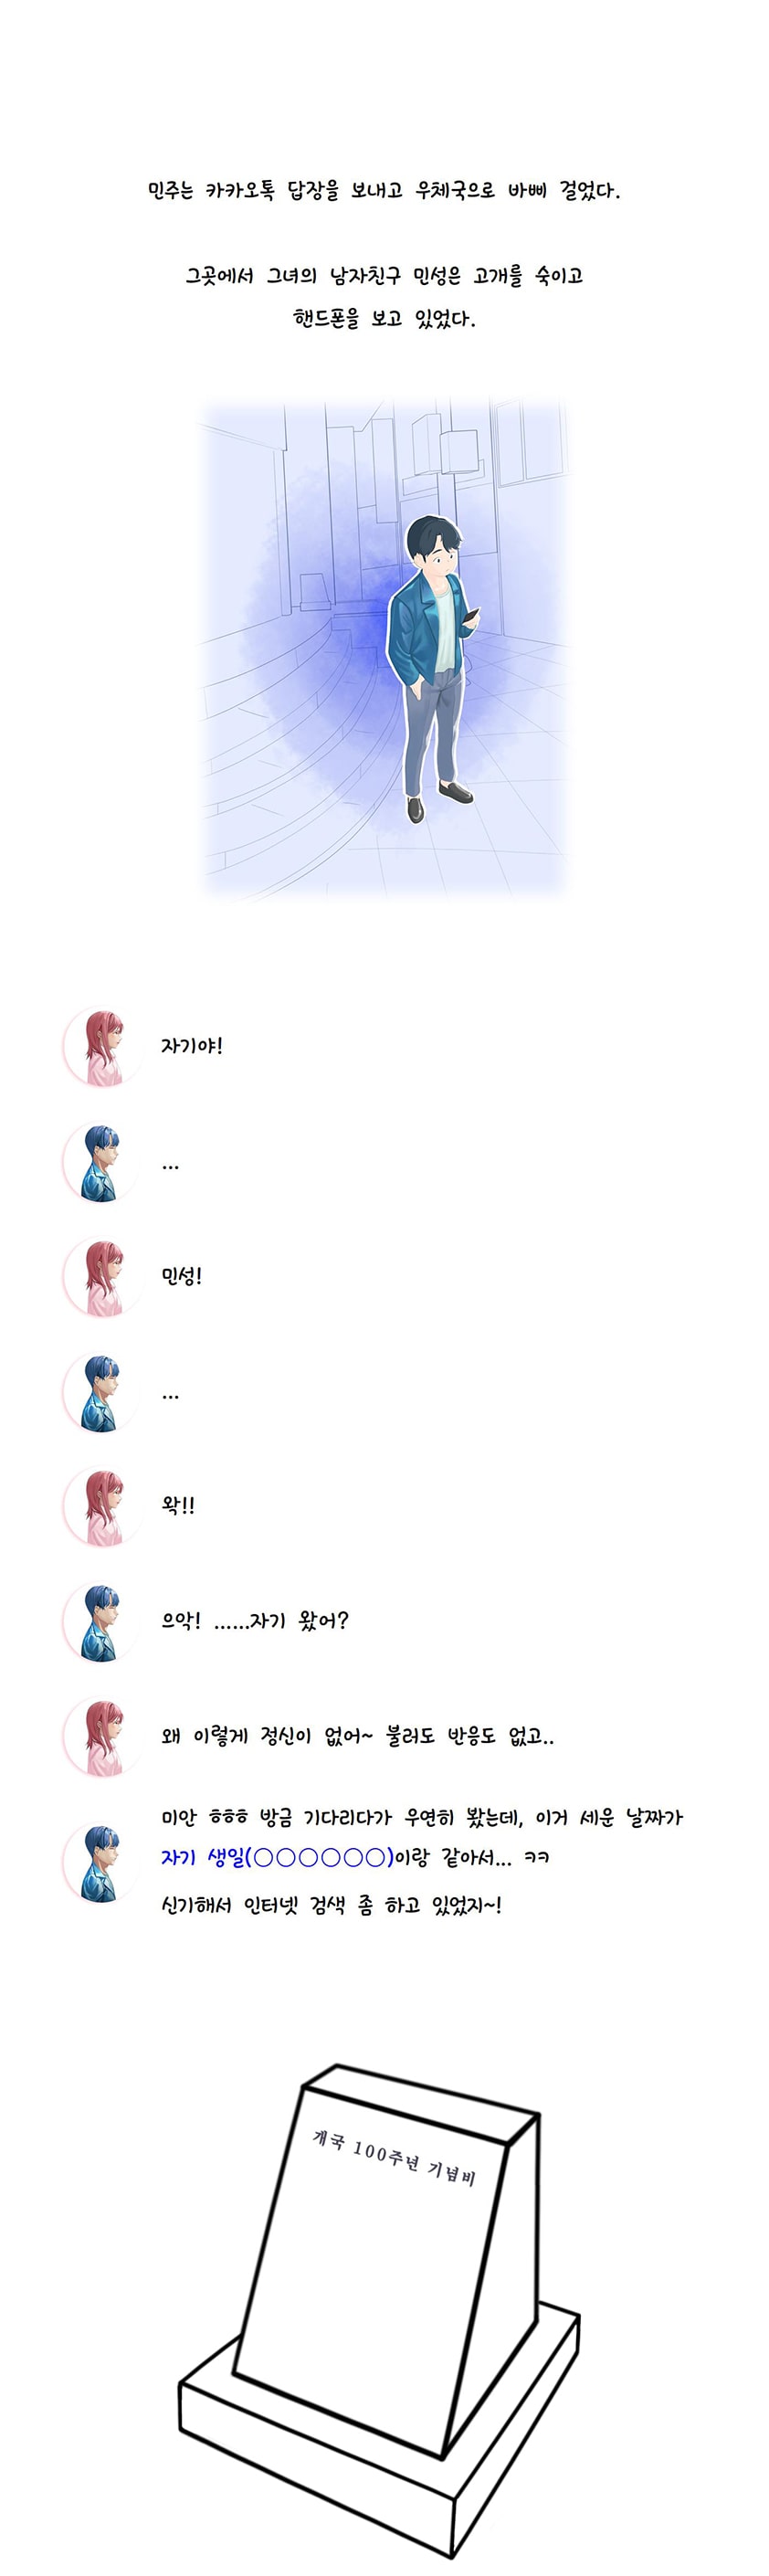 민주는 카카오톡 답장을 보내고 우체국으로 바삐 걸었다.
그곳에서 그녀의 남자친구 민성은 고개를 숙이고
핸드폰을 보고 있었다.
자기야!
...
민성!
...
왁!!
으악! ......자기 왔어?
왜 이렇게 정신이 없어~ 불러도 반응도 없고..
미안 ㅎㅎㅎ 방금 기다리다가 우연히 봤는데, 이거 세운 날짜가
자기 생일(○○○○○○)이랑 같아서... ㅋㅋ
신기해서 인터넷 검색 좀 하고 있었지~!
개국 100주년 기념비